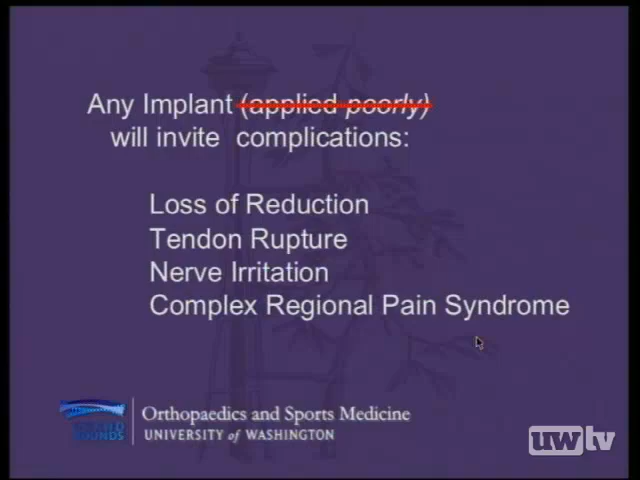 Any Implant (applied poorly)
will invite complications:
Loss of Reduction
Tendon Rupture
Nerve Irritation
Complex Regional Pain Syndrome
Orthopaedics and Sports Medicine
UNIVERSITY of WASHINGTON
uwtv